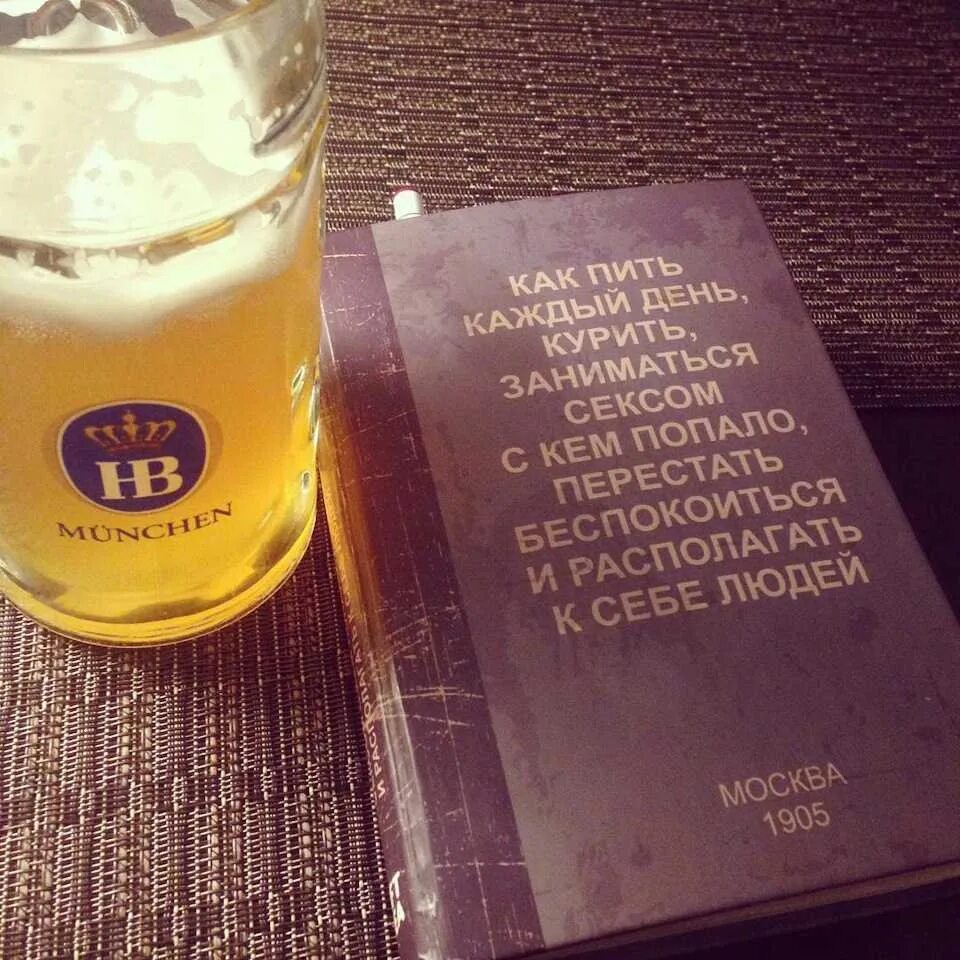 HB
MÜNCHEN
КАК ПИТЬ
КАЖДЫЙ ДЕНЬ,
КУРИТЬ,
ЗАНИМАТЬСЯ
СЕКСОМ
С КЕМ ПОПАЛО,
ПЕРЕСТАТЬ
БЕСПОКОИТЬСЯ
И РАСПОЛАГАТЬ
К СЕБЕ ЛЮДЕЙ
МОСКВА
1905